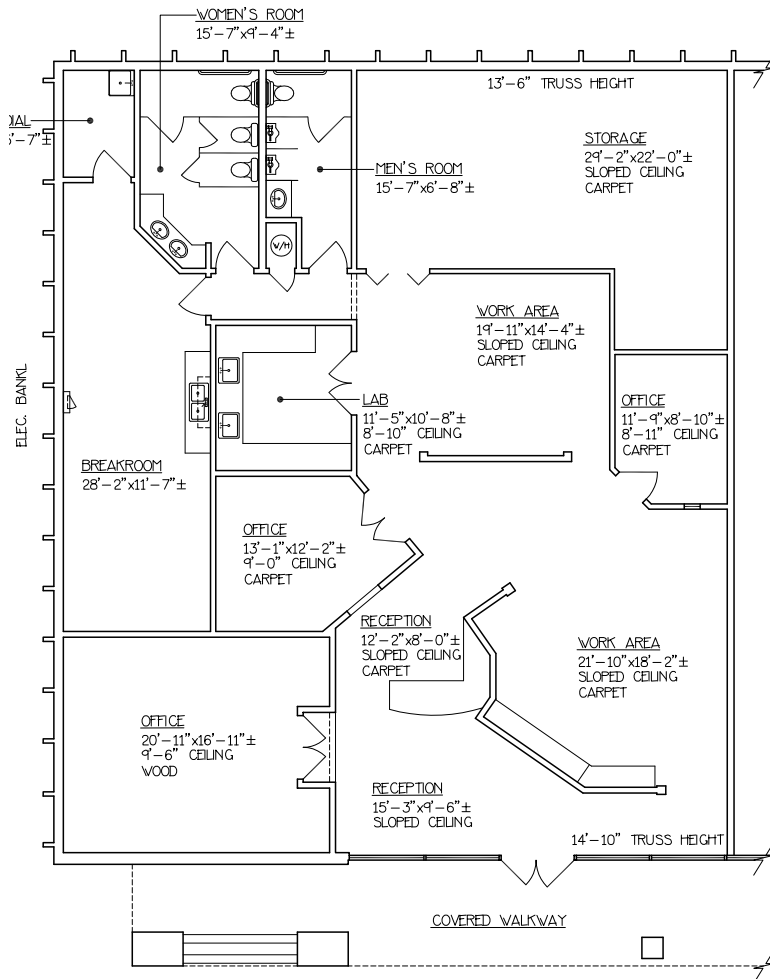 WOMEN'S ROOM
15'-7"x9'-4"±
13'-6" TRUSS HEIGHT
STORAGE
29'-2"x22'-0"±
SLOPED CEILING
CARPET
MEN'S ROOM
15'-7"x6'-8"±
W/H
WORK AREA
19'-11"x14'-4"±
SLOPED CEILING
CARPET
ELEC. BANKL
LAB
11'-5"x10'-8"±
8'-10" CEILING
CARPET
OFFICE
11'-9"x8'-10"±
8'-11" CEILING
CARPET
BREAKROOM
28'-2"x11'-7"±
OFFICE
13'-1"x12'-2"±
9'-0" CEILING
CARPET
RECEPTION
12'-2"x8'-0"±
SLOPED CEILING
CARPET
WORK AREA
21'-10"x18'-2"±
SLOPED CEILING
CARPET
OFFICE
20'-11"x16'-11"±
9'-6" CEILING
WOOD
RECEPTION
15'-3"x9'-6"±
SLOPED CEILING
14'-10" TRUSS HEIGHT
COVERED WALKWAY